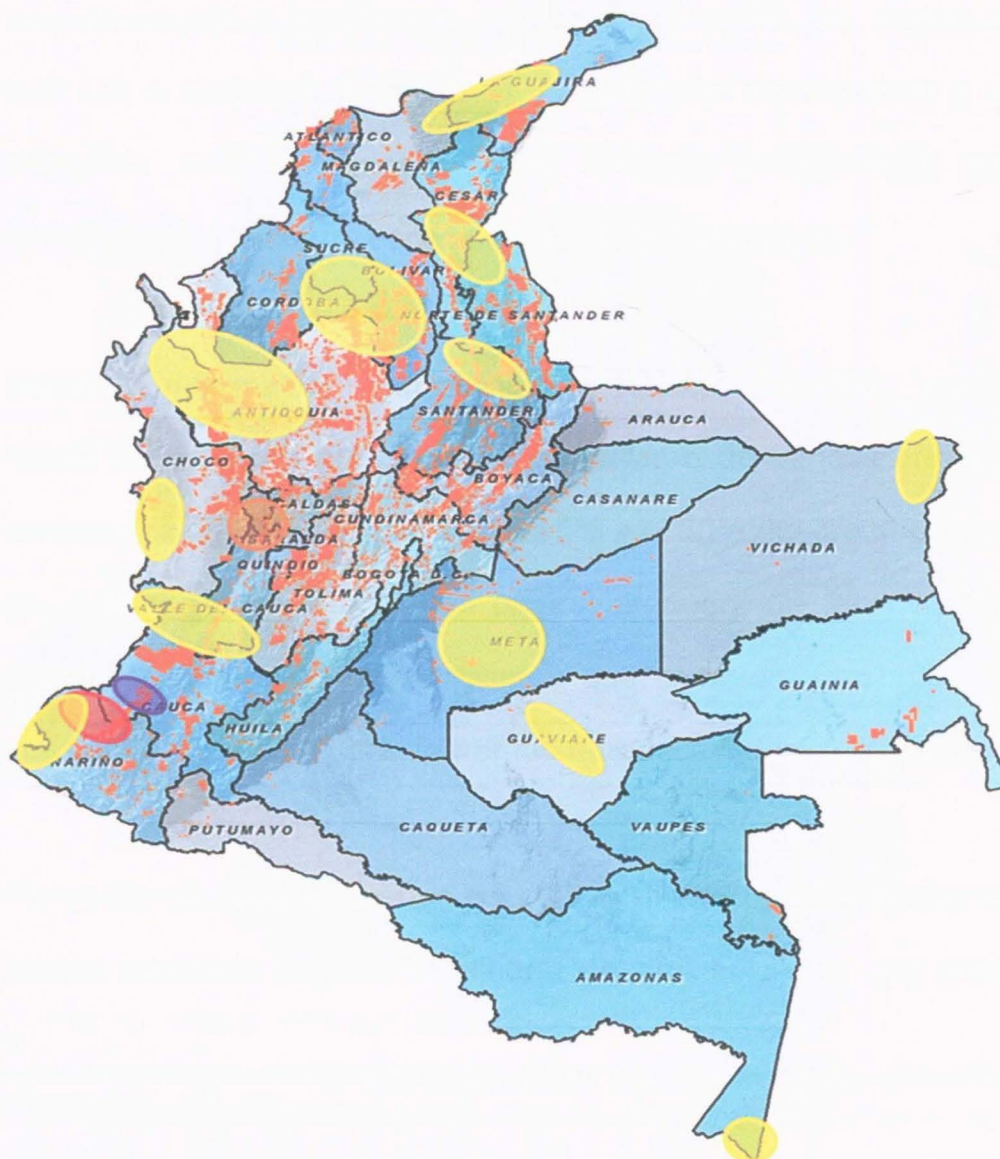 LA GUAJIRA
ATLANTICO
MAGDALENA
CESAR
SUCRE
BOLIVAR
CORDOBA
NORTE DE SANTANDER
ANTIOQUIA
SANTANDER
ARAUCA
CHOCO
BOYACA
CASANARE
CALDAS
CUNDINAMARCA
VICHADA
RISARALDA
QUINDIO
BOGOTA D.C.
TOLIMA
VALLE DEL CAUCA
META
GUAINIA
CAUCA
HUILA
GUAVIARE
NARIÑO
PUTUMAYO
CAQUETA
VAUPES
AMAZONAS